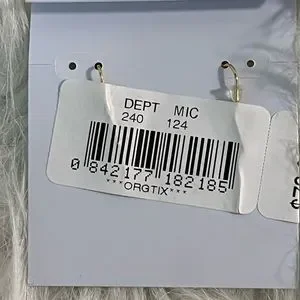 DEPT MIC
240 124
0 842177 182185
***ORGTIX***